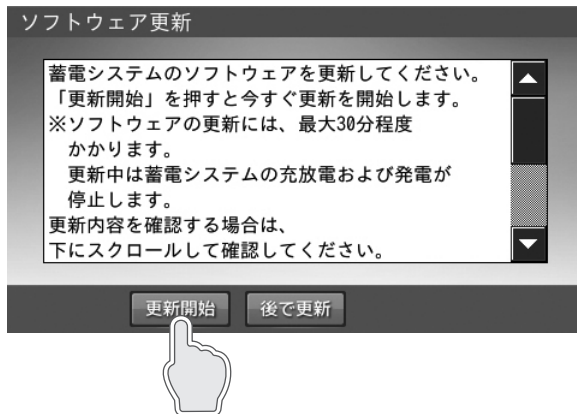 ソフトウェア更新
蓄電システムのソフトウェアを更新してください。
「更新開始」を押すと今すぐ更新を開始します。
※ソフトウェアの更新には、最大30分程度
かかります。
更新中は蓄電システムの充放電および発電が
停止します。
更新内容を確認する場合は、
下にスクロールして確認してください。
更新開始 後で更新